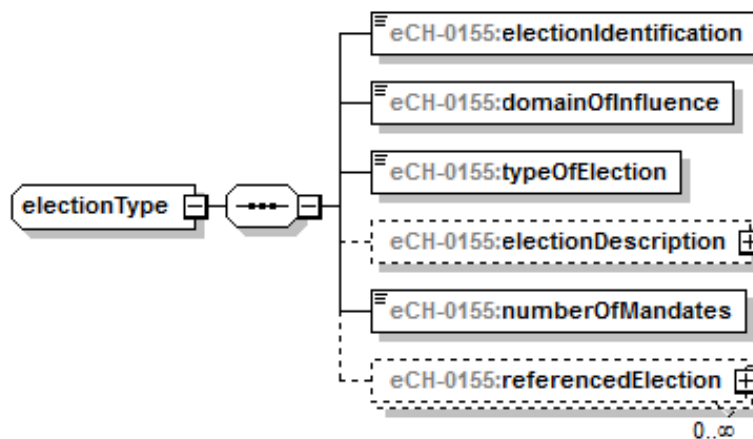 eCH-0155:electionIdentification
eCH-0155:domainOfInfluence
eCH-0155:typeOfElection
electionType
eCH-0155:electionDescription
eCH-0155:numberOfMandates
eCH-0155:referencedElection
0..∞